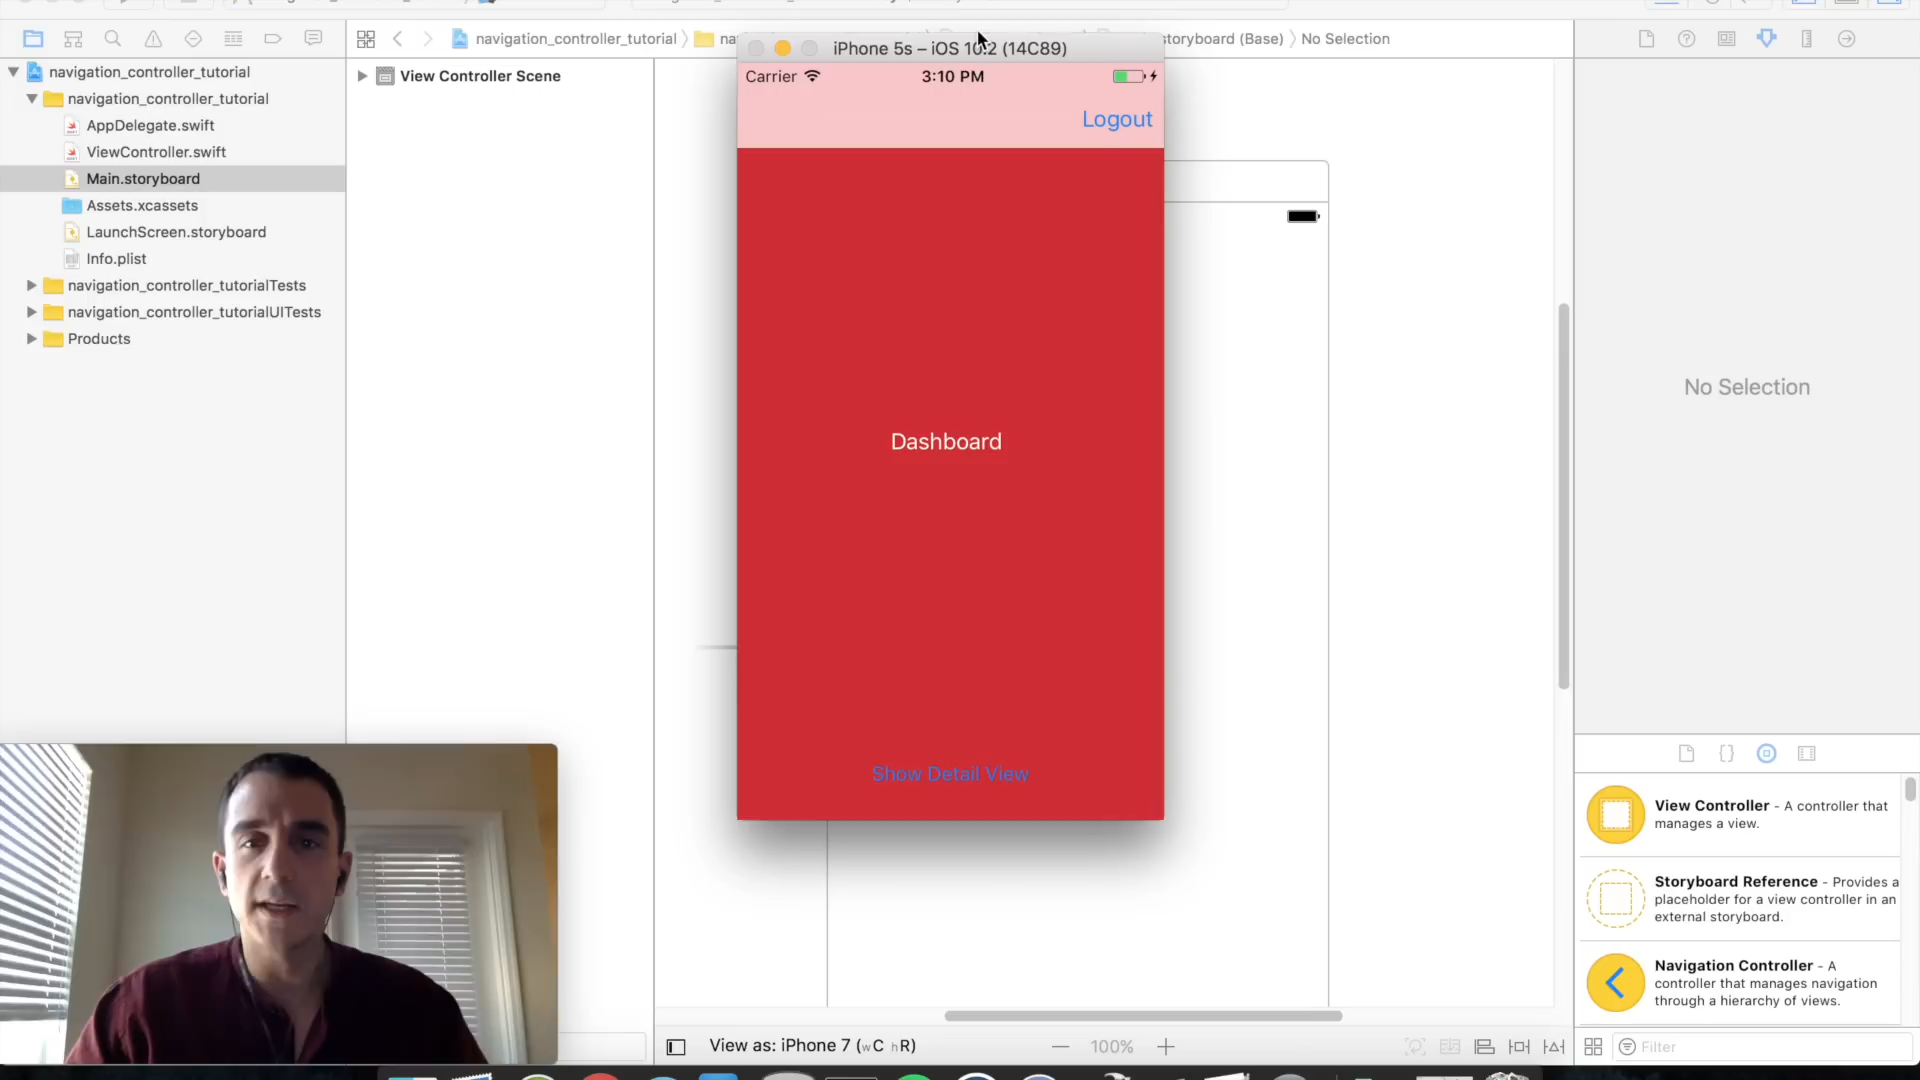 navigation_controller_tutorial
iPhone 5s – iOS 10.2 (14C89)
storyboard (Base)
No Selection
navigation_controller_tutorial
View Controller Scene
Carrier
3:10 PM
navigation_controller_tutorial
AppDelegate.swift
Logout
ViewController.swift
Main.storyboard
Assets.xcassets
LaunchScreen.storyboard
Info.plist
navigation_controller_tutorialTests
navigation_controller_tutorialUITests
Products
No Selection
Dashboard
Show Detail View
View Controller - A controller that
manages a view.
Storyboard Reference - Provides a
placeholder for a view controller in an
external storyboard.
Navigation Controller - A
controller that manages navigation
through a hierarchy of views.
View as: iPhone 7 (wC hR)
100%
Filter